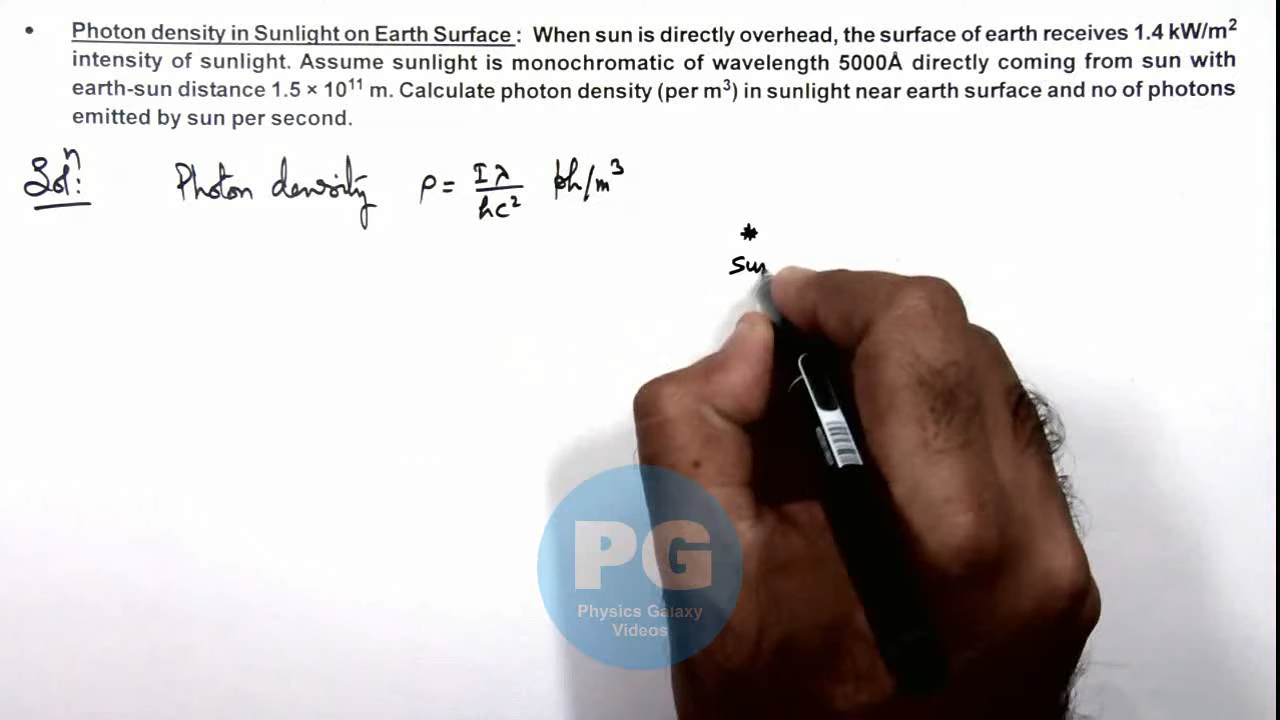 • Photon density in Sunlight on Earth Surface : When sun is directly overhead, the surface of earth receives 1.4 kW/m²
intensity of sunlight. Assume sunlight is monochromatic of wavelength 5000Å directly coming from sun with
earth-sun distance 1.5 × 10¹¹ m. Calculate photon density (per m³) in sunlight near earth surface and no of photons
emitted by sun per second.
Solⁿ: Photon density ρ = Iλ/hc² ph/m³
Sun
PG
Physics Galaxy
Videos